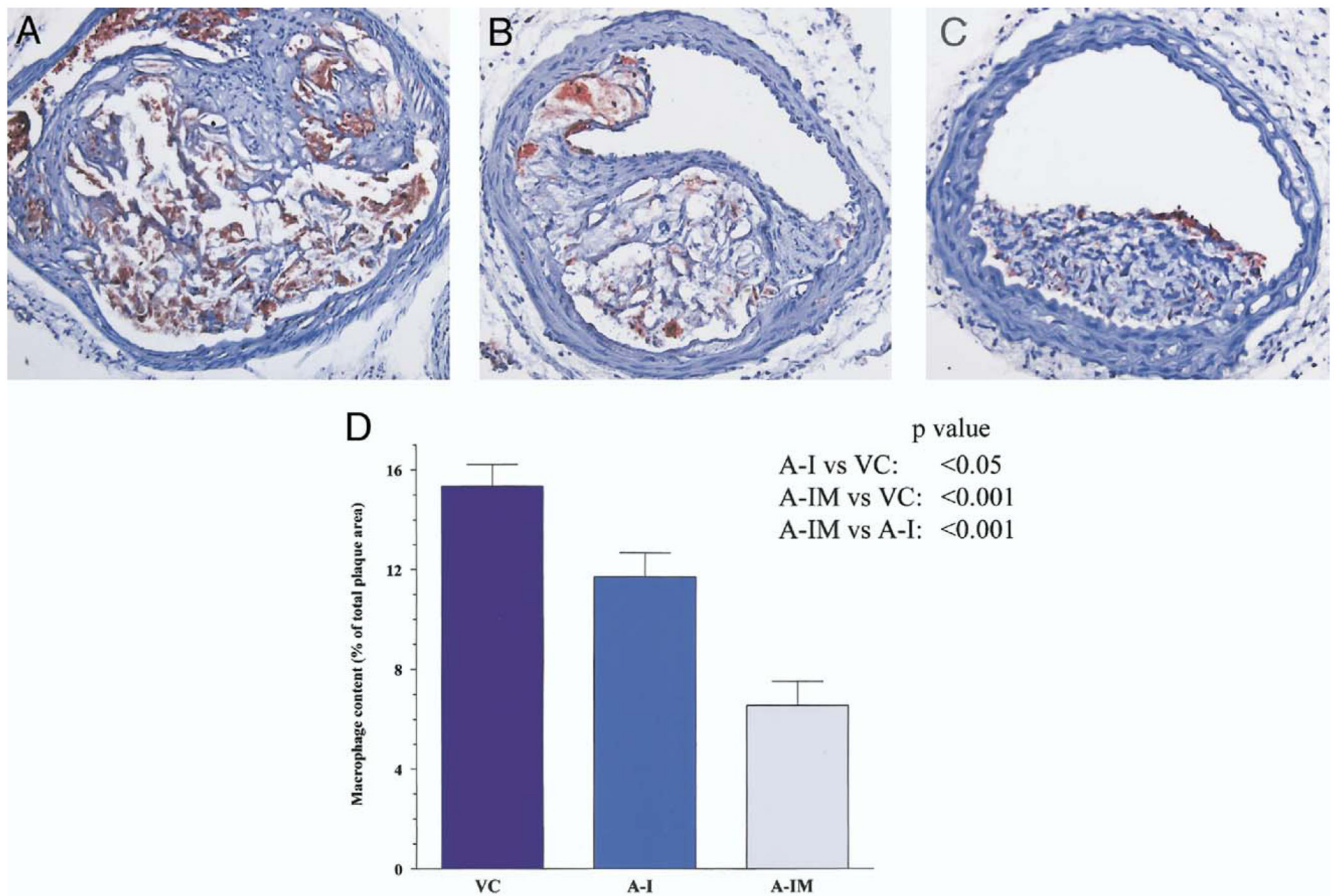 A
B
C
D
p value
A-I vs VC: <0.05
A-IM vs VC: <0.001
A-IM vs A-I: <0.001
Macrophage content (% of total plaque area)
16
12
8
4
0
VC
A-I
A-IM